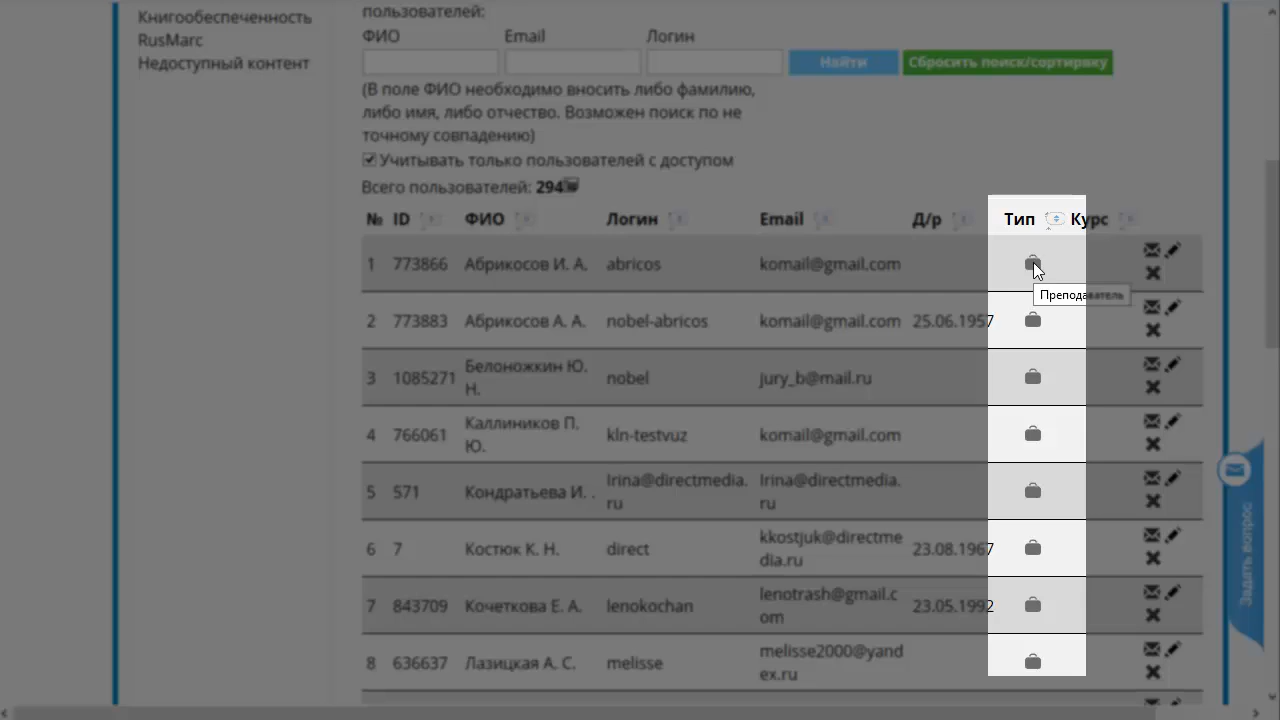 Книгообеспеченность
RusMarc
Недоступный контент
пользователей:
ФИО Email Логин
Найти Сбросить поиск/сортирвку
(В поле ФИО необходимо вносить либо фамилию,
либо имя, либо отчество. Возможен поиск по не
точному совпадению)
Учитывать только пользователей с доступом
Всего пользователей: 294
№ ID ФИО Логин Email Д/р Тип Курс
1 773866 Абрикосов И. А. abricos komail@gmail.com
Преподаватель
2 773883 Абрикосов А. А. nobel-abricos komail@gmail.com 25.06.1957
3 1085271 Белоножкин Ю.
Н. nobel jury_b@mail.ru
4 766061 Каллиников П.
Ю. kln-testvuz komail@gmail.com
5 571 Кондратьева И. . Irina@directmedia.
ru Irina@directmedia.
ru
6 7 Костюк К. Н. direct kkostjuk@directme
dia.ru 23.08.1967
7 843709 Кочеткова Е. А. lenokochan lenotrash@gmail.c
om 23.05.1992
8 636637 Лазицкая А. С. melisse melisse2000@yand
ex.ru
Задать вопрос